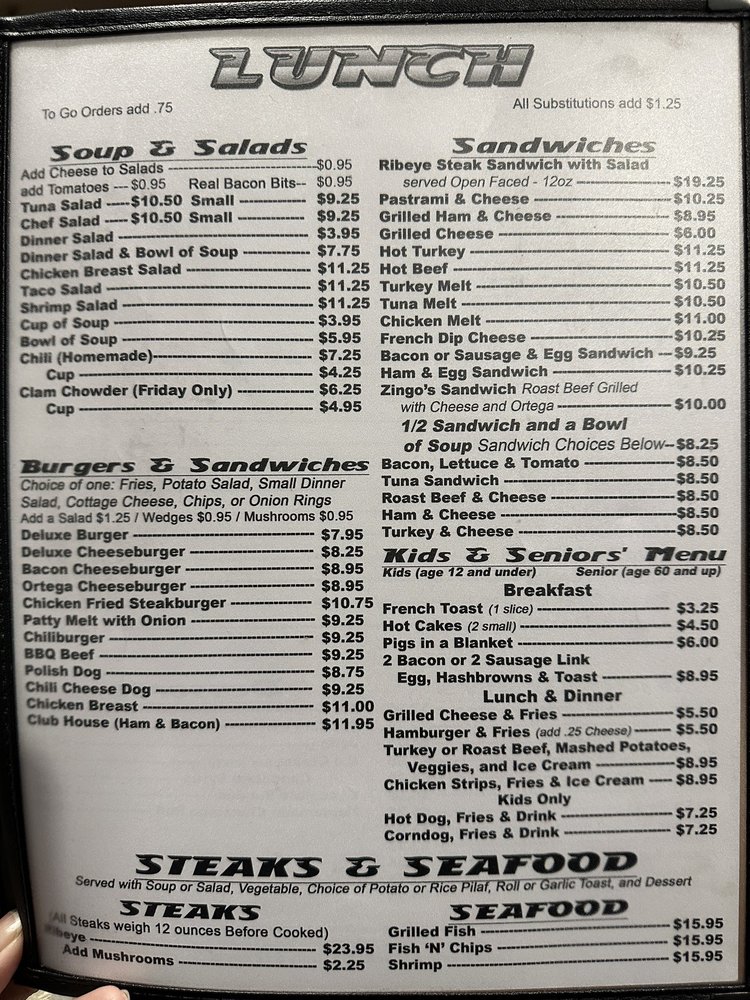 LUNCH
To Go Orders add .75
All Substitutions add $1.25
Soup & Salads
Add Cheese to Salads ---$0.95
add Tomatoes --- $0.95 Real Bacon Bits-- $0.95
Tuna Salad ----$10.50 Small --- $9.25
Chef Salad ----$10.50 Small --- $9.25
Dinner Salad --- $3.95
Dinner Salad & Bowl of Soup --- $7.75
Chicken Breast Salad --- $11.25
Taco Salad --- $11.25
Shrimp Salad --- $11.25
Cup of Soup --- $3.95
Bowl of Soup --- $5.95
Chili (Homemade)--- $7.25
Cup --- $4.25
Clam Chowder (Friday Only) --- $6.25
Cup --- $4.95
Burgers & Sandwiches
Choice of one: Fries, Potato Salad, Small Dinner
Salad, Cottage Cheese, Chips, or Onion Rings
Add a Salad $1.25 / Wedges $0.95 / Mushrooms $0.95
Deluxe Burger --- $7.95
Deluxe Cheeseburger --- $8.25
Bacon Cheeseburger --- $8.95
Ortega Cheeseburger --- $8.95
Chicken Fried Steakburger --- $10.75
Patty Melt with Onion --- $9.25
Chiliburger --- $9.25
BBQ Beef --- $9.25
Polish Dog --- $8.75
Chili Cheese Dog --- $9.25
Chicken Breast --- $11.00
Club House (Ham & Bacon) --- $11.95
Sandwiches
Ribeye Steak Sandwich with Salad
served Open Faced - 12oz --- $19.25
Pastrami & Cheese --- $10.25
Grilled Ham & Cheese --- $8.95
Grilled Cheese --- $6.00
Hot Turkey --- $11.25
Hot Beef --- $11.25
Turkey Melt --- $10.50
Tuna Melt --- $10.50
Chicken Melt --- $11.00
French Dip Cheese --- $10.25
Bacon or Sausage & Egg Sandwich --- $9.25
Ham & Egg Sandwich --- $10.25
Zingo's Sandwich Roast Beef Grilled
with Cheese and Ortega --- $10.00
1/2 Sandwich and a Bowl
of Soup Sandwich Choices Below-- $8.25
Bacon, Lettuce & Tomato --- $8.50
Tuna Sandwich --- $8.50
Roast Beef & Cheese --- $8.50
Ham & Cheese --- $8.50
Turkey & Cheese --- $8.50
Kids & Seniors' Menu
Kids (age 12 and under) Senior (age 60 and up)
Breakfast
French Toast (1 slice) --- $3.25
Hot Cakes (2 small) --- $4.50
Pigs in a Blanket --- $6.00
2 Bacon or 2 Sausage Link
Egg, Hashbrowns & Toast --- $8.95
Lunch & Dinner
Grilled Cheese & Fries --- $5.50
Hamburger & Fries (add .25 Cheese) --- $5.50
Turkey or Roast Beef, Mashed Potatoes,
Veggies, and Ice Cream --- $8.95
Chicken Strips, Fries & Ice Cream ---- $8.95
Kids Only
Hot Dog, Fries & Drink --- $7.25
Corndog, Fries & Drink --- $7.25
STEAKS & SEAFOOD
Served with Soup or Salad, Vegetable, Choice of Potato or Rice Pilaf, Roll or Garlic Toast, and Dessert
STEAKS
(All Steaks weigh 12 ounces Before Cooked)
Ribeye --- $23.95
Add Mushrooms --- $2.25
SEAFOOD
Grilled Fish --- $15.95
Fish 'N' Chips --- $15.95
Shrimp --- $15.95